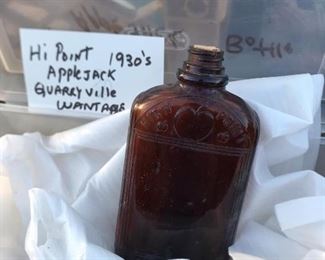 Hi Point 1930's
Applejack
Quarryville
WANTAGE
Bottle